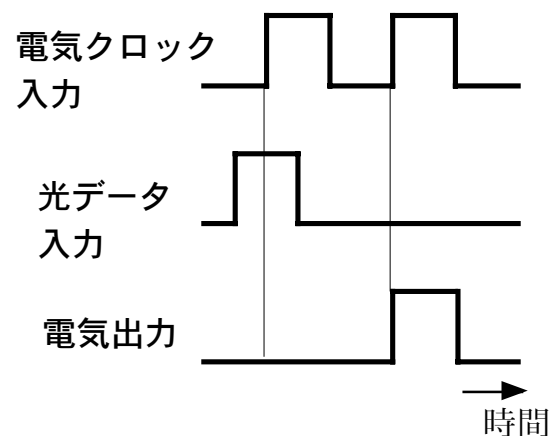 電気クロック
入力
光データ
入力
電気出力
時間